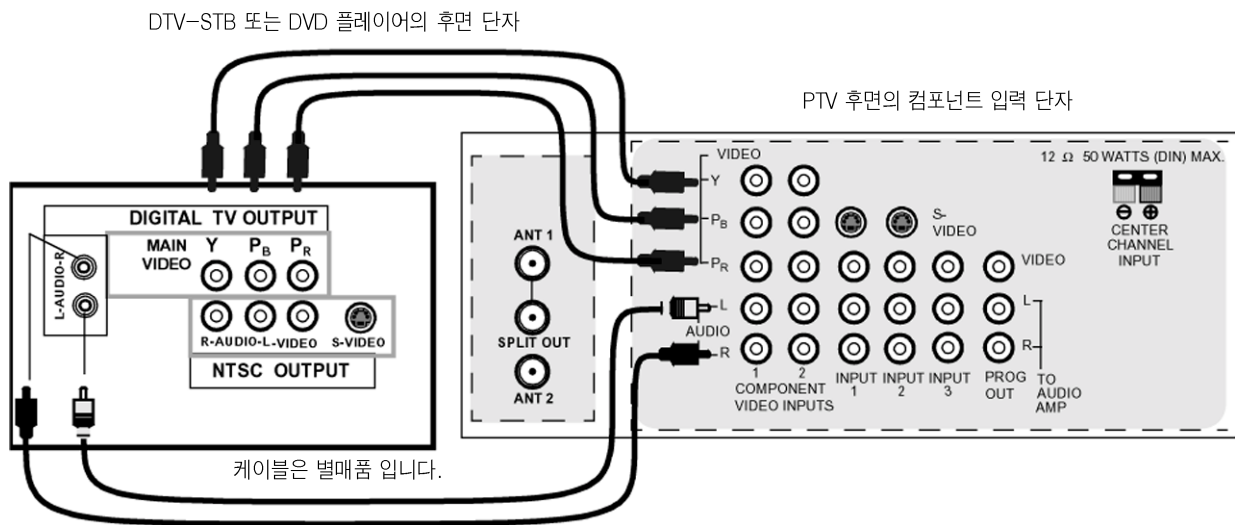 DTV-STB 또는 DVD 플레이어의 후면 단자
PTV 후면의 컴포넌트 입력 단자
DIGITAL TV OUTPUT
MAIN VIDEO
Y
PB
PR
L-AUDIO-R
R-AUDIO-L-VIDEO
S-VIDEO
NTSC OUTPUT
케이블은 별매품 입니다.
ANT 1
SPLIT OUT
ANT 2
VIDEO
Y
PB
PR
L
AUDIO
R
S-VIDEO
12 Ω 50 WATTS (DIN) MAX.
CENTER
CHANNEL
INPUT
VIDEO
L
R
1
2
COMPONENT
VIDEO INPUTS
INPUT
1
INPUT
2
INPUT
3
PROG
OUT
TO
AUDIO
AMP